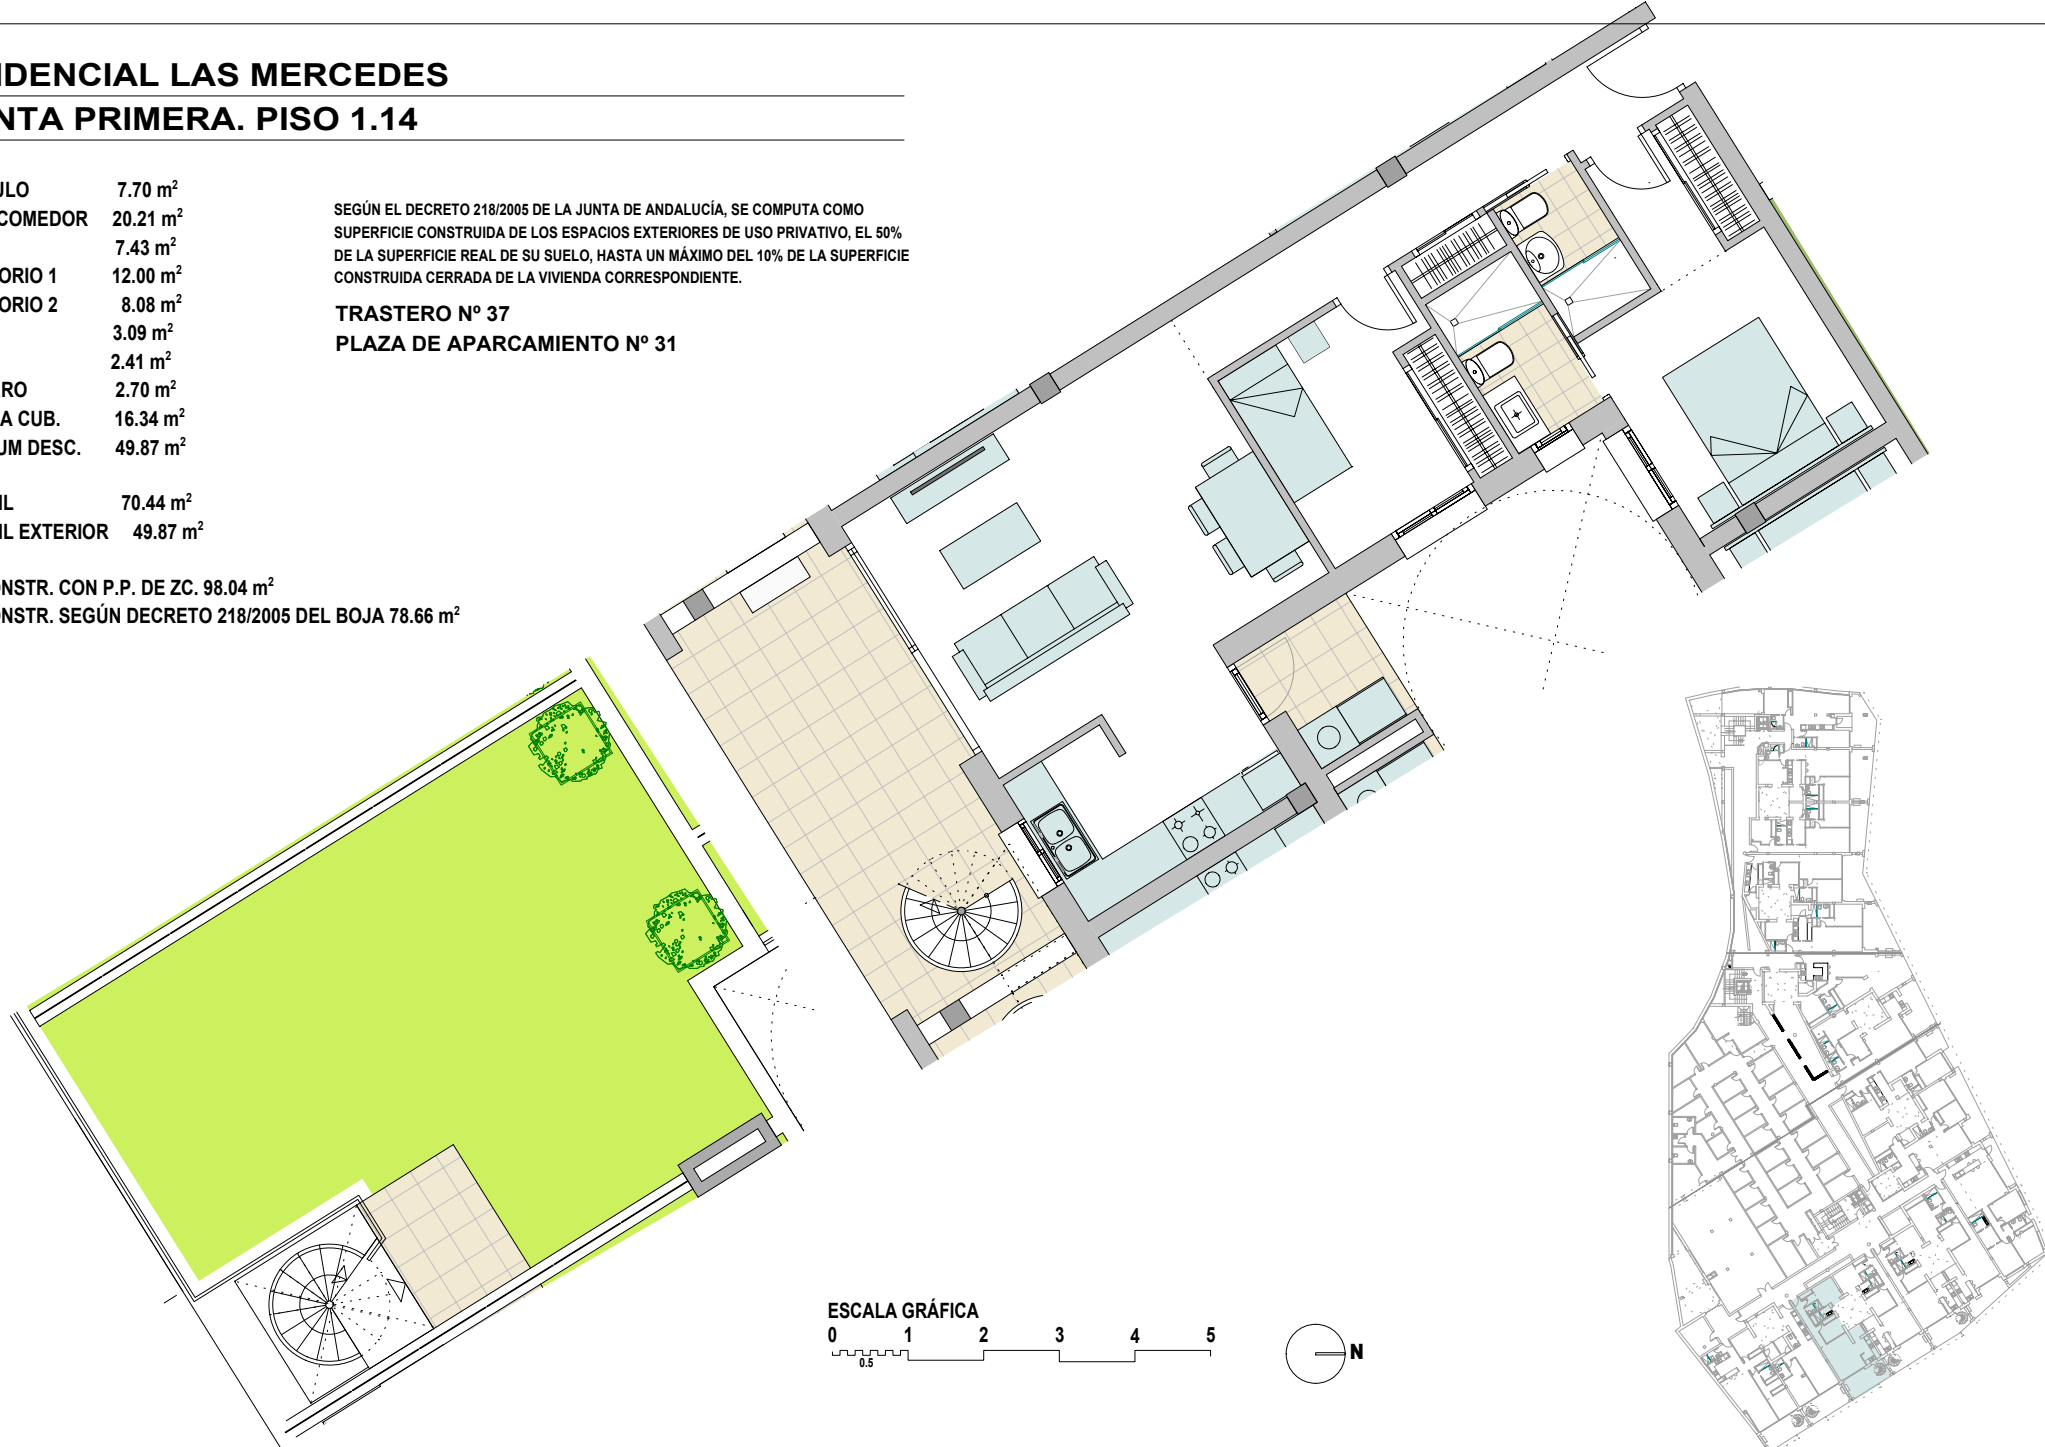 IDENCIAL LAS MERCEDES
NTA PRIMERA. PISO 1.14
ULO 7.70 m²
COMEDOR 20.21 m²
7.43 m²
ORIO 1 12.00 m²
ORIO 2 8.08 m²
3.09 m²
2.41 m²
RO 2.70 m²
A CUB. 16.34 m²
UM DESC. 49.87 m²
IL 70.44 m²
IL EXTERIOR 49.87 m²
NSTR. CON P.P. DE ZC. 98.04 m²
NSTR. SEGÚN DECRETO 218/2005 DEL BOJA 78.66 m²
SEGÚN EL DECRETO 218/2005 DE LA JUNTA DE ANDALUCÍA, SE COMPUTA COMO
SUPERFICIE CONSTRUIDA DE LOS ESPACIOS EXTERIORES DE USO PRIVATIVO, EL 50%
DE LA SUPERFICIE REAL DE SU SUELO, HASTA UN MÁXIMO DEL 10% DE LA SUPERFICIE
CONSTRUIDA CERRADA DE LA VIVIENDA CORRESPONDIENTE.
TRASTERO Nº 37
PLAZA DE APARCAMIENTO Nº 31
ESCALA GRÁFICA
0 1 2 3 4 5
0.5
N